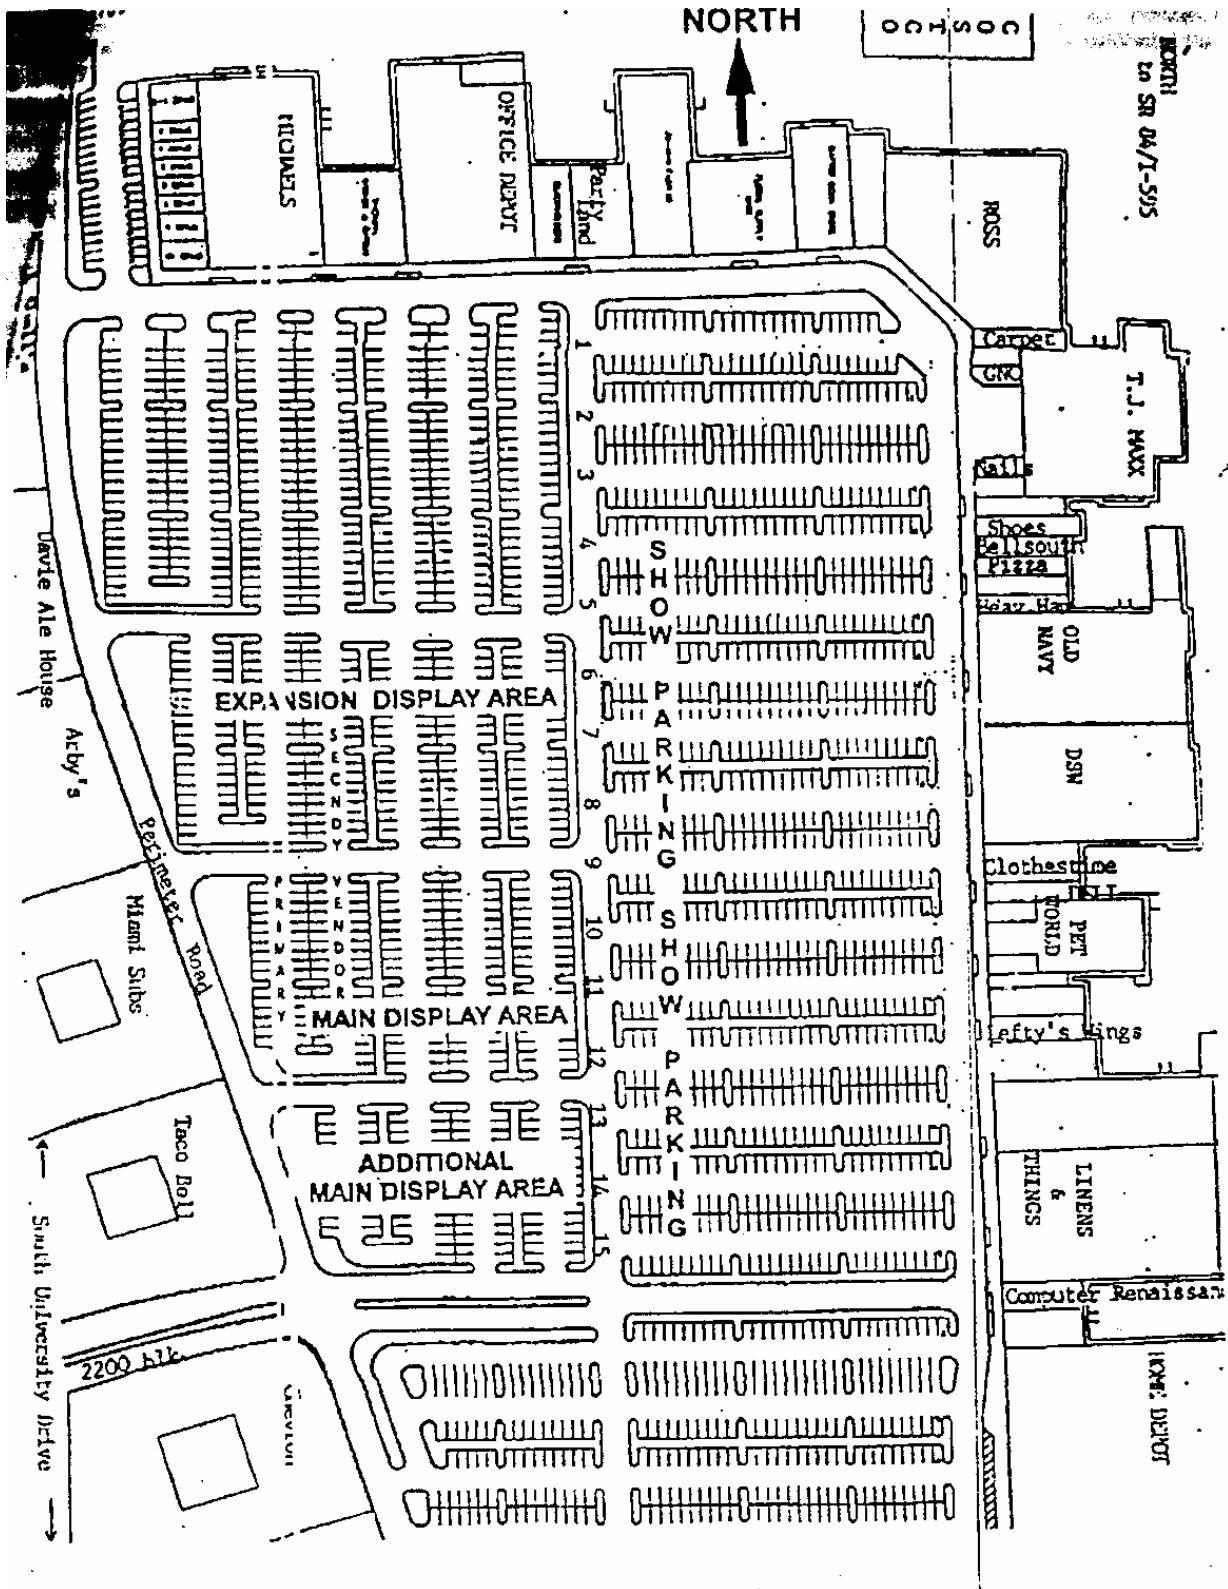 NORTH
COSTCO
NORTH
to SR 84/I-595
MICHAELS
OFFICE DEPOT
Party
Land
ROSS
Carpet
GNC
T.J. MAXX
Nails
Shoes
Bellsouth
Pizza
OLD
NAVY
DSW
Clothestime
PET
WORLD
Lefty's Wings
LINENS
&
THINGS
Computer Renaissan
HOME DEPOT
1
2
3
4
5
6
7
8
9
10
11
12
13
14
15
SHOW PARKING SHOW PARKING
EXPANSION DISPLAY AREA
SECNDY
VENDOR
PRIMARY
MAIN DISPLAY AREA
ADDITIONAL
MAIN DISPLAY AREA
Davie Ale House
Arby's
Perimeter Road
Miami Subs
Taco Bell
South University Drive
2200 blk.